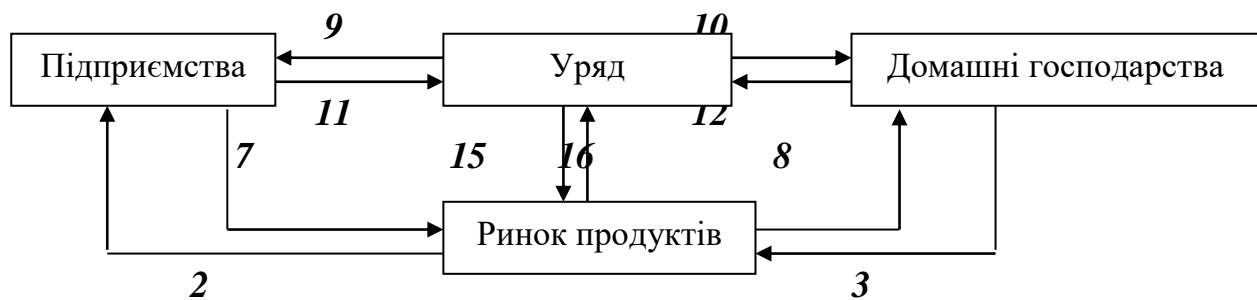 9 10
Підприємства Уряд Домашні господарства
11 12
7 15 16 8
Ринок продуктів
2 3